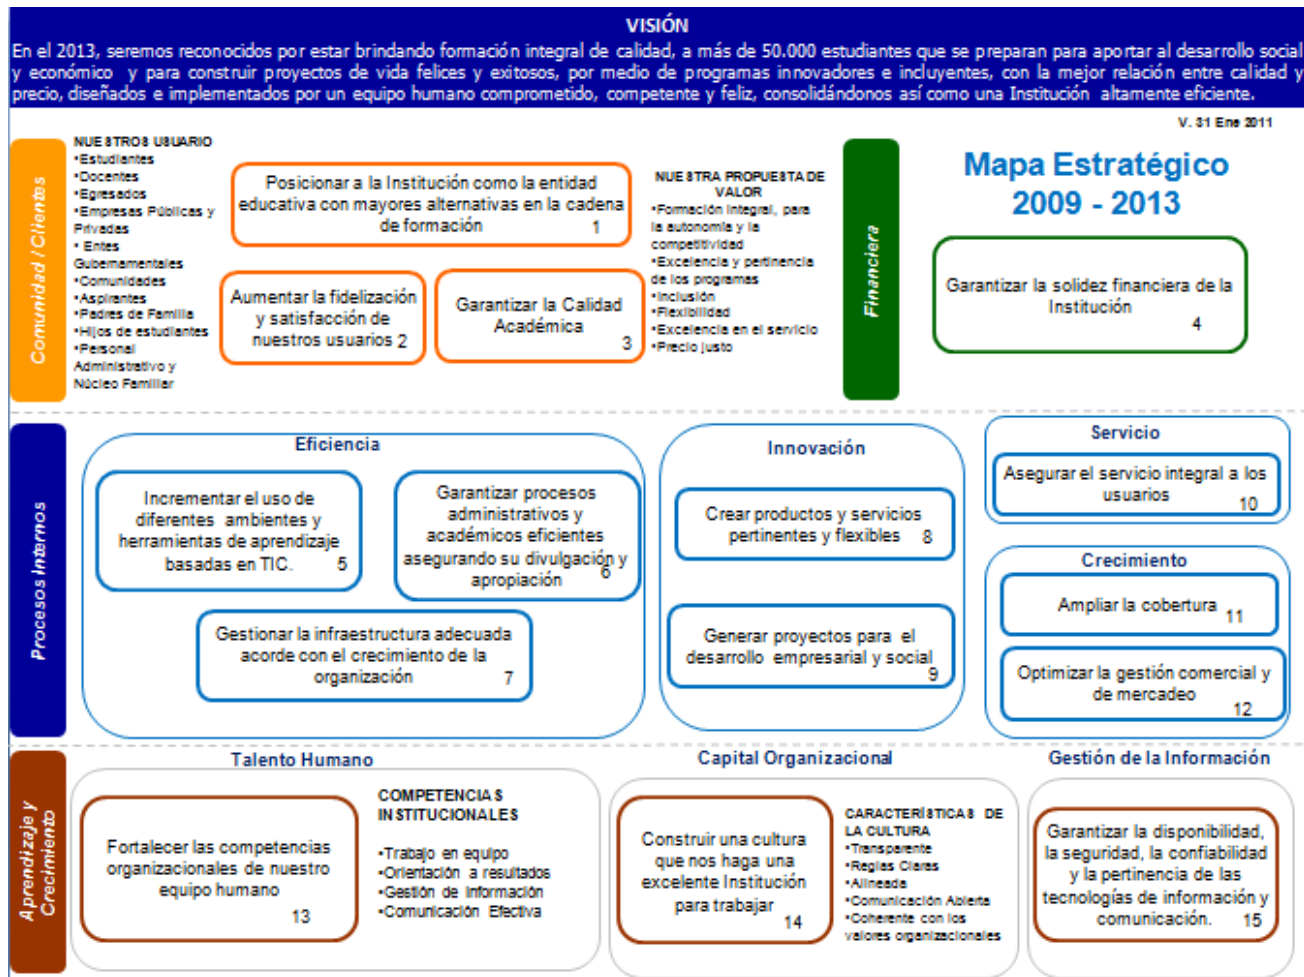 VISIÓN
En el 2013, seremos reconocidos por estar brindando formación integral de calidad, a más de 50.000 estudiantes que se preparan para aportar al desarrollo social
y económico y para construir proyectos de vida felices y exitosos, por medio de programas innovadores e incluyentes, con la mejor relación entre calidad y
precio, diseñados e implementados por un equipo humano comprometido, competente y feliz, consolidándonos así como una Institución altamente eficiente.
V. 31 Ene 2011
Mapa Estratégico
2009 - 2013
Comunidad / Clientes
NUESTROS USUARIO
•Estudiantes
•Docentes
•Egresados
•Empresas Públicas y
Privadas
• Entes
Gubernamentales
•Comunidades
•Aspirantes
•Padres de Familia
•Hijos de estudiantes
•Personal
Administrativo y
Núcleo Familiar
Posicionar a la Institución como la entidad
educativa con mayores alternativas en la cadena
de formación 1
Aumentar la fidelización
y satisfacción de
nuestros usuarios 2
Garantizar la Calidad
Académica
3
NUESTRA PROPUESTA DE
VALOR
•Formación Integral, para
la autonomía y la
competitividad
•Excelencia y pertinencia
de los programas
•Inclusión
•Flexibilidad
•Excelencia en el servicio
•Precio justo
Financiera
Garantizar la solidez financiera de la
Institución
4
Procesos Internos
Eficiencia
Incrementar el uso de
diferentes ambientes y
herramientas de aprendizaje
basadas en TIC. 5
Garantizar procesos
administrativos y
académicos eficientes
asegurando su divulgación y
apropiación 6
Gestionar la infraestructura adecuada
acorde con el crecimiento de la
organización 7
Innovación
Crear productos y servicios
pertinentes y flexibles 8
Generar proyectos para el
desarrollo empresarial y social
9
Servicio
Asegurar el servicio integral a los
usuarios 10
Crecimiento
Ampliar la cobertura 11
Optimizar la gestión comercial y
de mercadeo 12
Aprendizaje y
Crecimiento
Talento Humano
Fortalecer las competencias
organizacionales de nuestro
equipo humano
13
COMPETENCIAS
INSTITUCIONALES
•Trabajo en equipo
•Orientación a resultados
•Gestión de Información
•Comunicación Efectiva
Capital Organizacional
Construir una cultura
que nos haga una
excelente Institución
para trabajar 14
CARACTERÍSTICAS DE
LA CULTURA
•Transparente
•Reglas Claras
•Alineada
•Comunicación Abierta
•Coherente con los
valores organizacionales
Gestión de la Información
Garantizar la disponibilidad,
la seguridad, la confiabilidad
y la pertinencia de las
tecnologías de información y
comunicación. 15